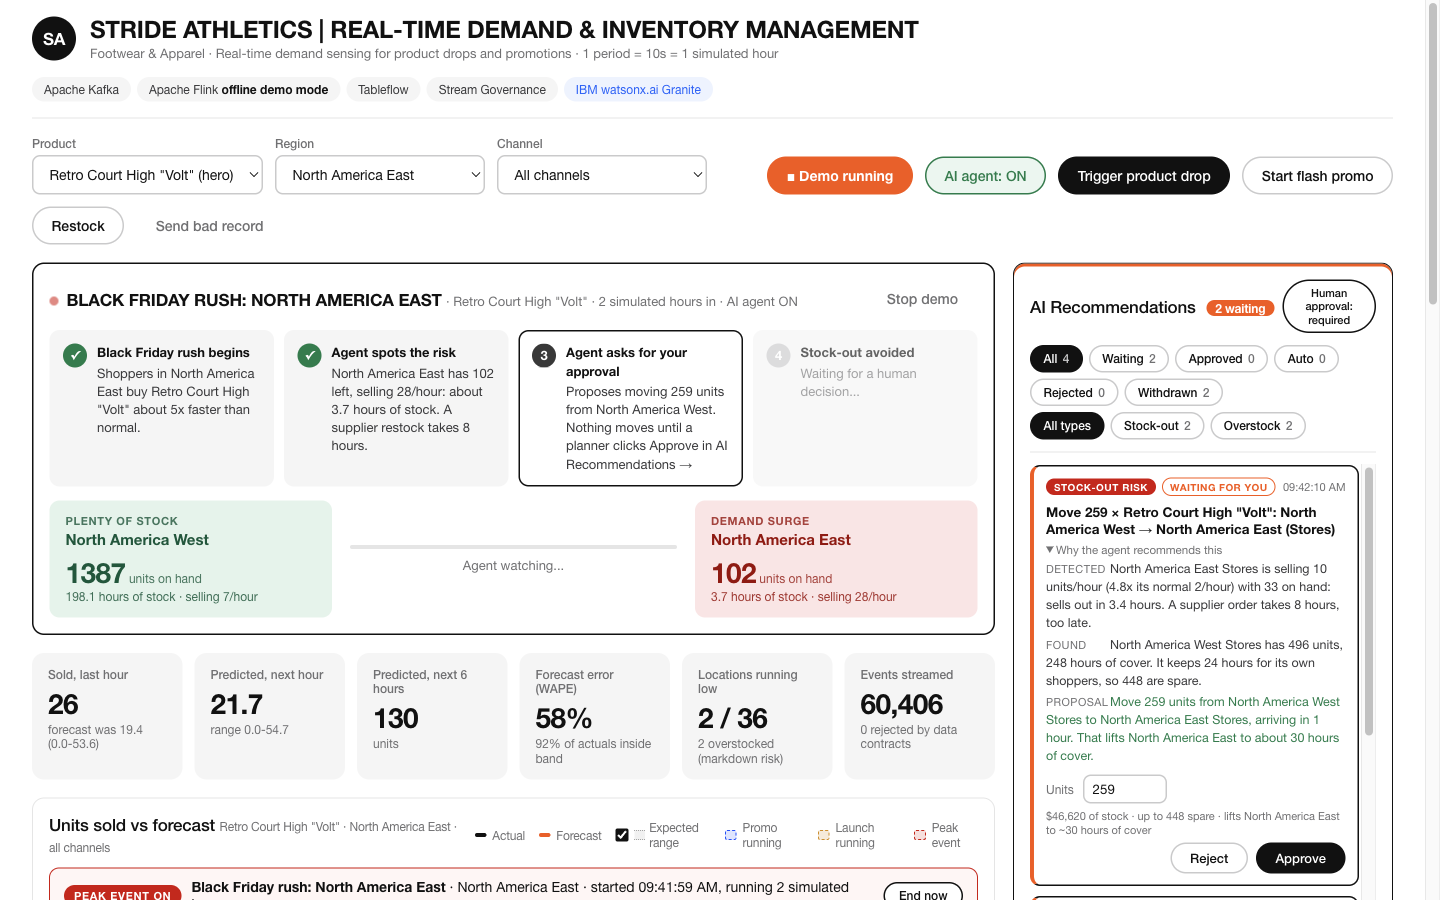 SA
STRIDE ATHLETICS | REAL-TIME DEMAND & INVENTORY MANAGEMENT
Footwear & Apparel · Real-time demand sensing for product drops and promotions · 1 period = 10s = 1 simulated hour
Apache Kafka
Apache Flink offline demo mode
Tableflow
Stream Governance
IBM watsonx.ai Granite
Product
Region
Channel
Retro Court High "Volt" (hero)
North America East
All channels
■ Demo running
AI agent: ON
Trigger product drop
Start flash promo
Restock
Send bad record
BLACK FRIDAY RUSH: NORTH AMERICA EAST · Retro Court High "Volt" · 2 simulated hours in · AI agent ON
Stop demo
✓
Black Friday rush begins
Shoppers in North America
East buy Retro Court High
"Volt" about 5x faster than
normal.
✓
Agent spots the risk
North America East has 102
left, selling 28/hour: about
3.7 hours of stock. A
supplier restock takes 8
hours.
3
Agent asks for your
approval
Proposes moving 259 units
from North America West.
Nothing moves until a
planner clicks Approve in AI
Recommendations →
4
Stock-out avoided
Waiting for a human
decision...
PLENTY OF STOCK
North America West
1387 units on hand
198.1 hours of stock · selling 7/hour
Agent watching...
DEMAND SURGE
North America East
102 units on hand
3.7 hours of stock · selling 28/hour
Sold, last hour
26
forecast was 19.4
(0.0-53.6)
Predicted, next hour
21.7
range 0.0-54.7
Predicted, next 6
hours
130
units
Forecast error
(WAPE)
58%
92% of actuals inside
band
Locations running
low
2 / 36
2 overstocked
(markdown risk)
Events streamed
60,406
0 rejected by data
contracts
Units sold vs forecast Retro Court High "Volt" · North America East ·
all channels
Actual
Forecast
Expected
range
Promo
running
Launch
running
Peak
event
PEAK EVENT ON
Black Friday rush: North America East · North America East · started 09:41:59 AM, running 2 simulated
End now
AI Recommendations
2 waiting
Human
approval:
required
All 4
Waiting 2
Approved 0
Auto 0
Rejected 0
Withdrawn 2
All types
Stock-out 2
Overstock 2
STOCK-OUT RISK
WAITING FOR YOU
09:42:10 AM
Move 259 × Retro Court High "Volt": North
America West → North America East (Stores)
▼ Why the agent recommends this
DETECTED North America East Stores is selling 10
units/hour (4.8x its normal 2/hour) with 33 on hand:
sells out in 3.4 hours. A supplier order takes 8 hours,
too late.
FOUND North America West Stores has 496 units,
248 hours of cover. It keeps 24 hours for its own
shoppers, so 448 are spare.
PROPOSAL Move 259 units from North America West
Stores to North America East Stores, arriving in 1
hour. That lifts North America East to about 30 hours
of cover.
Units
259
$46,620 of stock · up to 448 spare · lifts North America East
to ~30 hours of cover
Reject
Approve